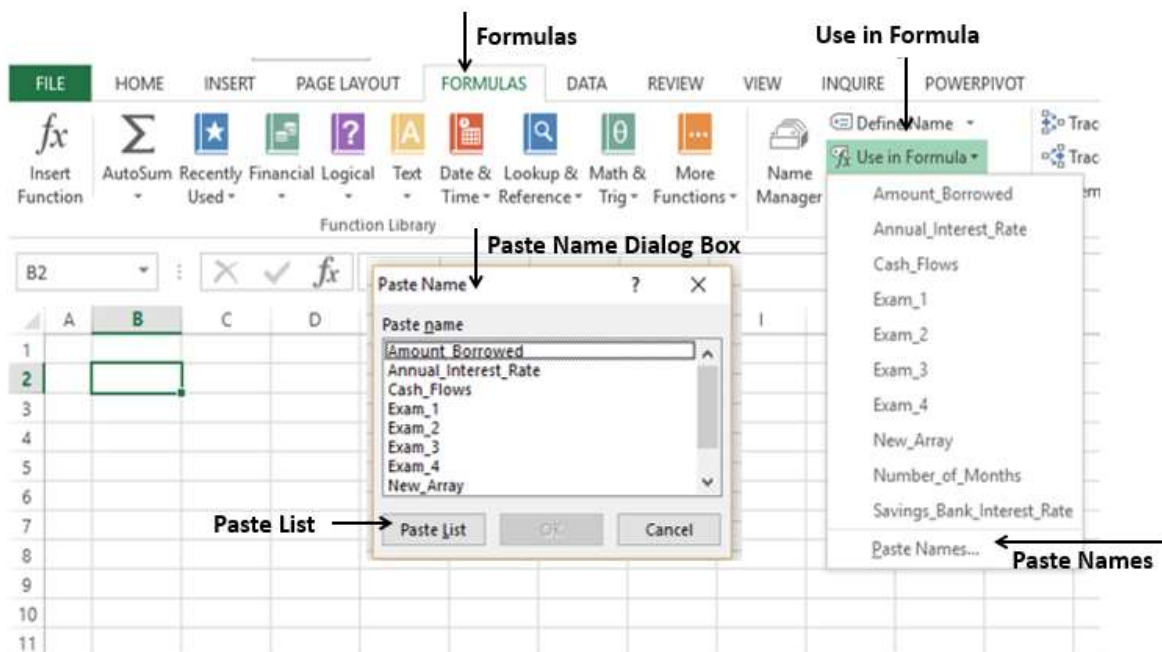 Formulas
Use in Formula
FILE HOME INSERT PAGE LAYOUT FORMULAS DATA REVIEW VIEW INQUIRE POWERPIVOT
fx Σ ? A θ Define Name Trac
Insert Function AutoSum Recently Used Financial Logical Text Date & Time Lookup & Reference Math & Trig More Functions Name Manager Use in Formula Trac
Function Library
Amount_Borrowed
Annual_Interest_Rate
Cash_Flows
Exam_1
Exam_2
Exam_3
Exam_4
New_Array
Number_of_Months
Savings_Bank_Interest_Rate
Paste Names...
Paste Names
Paste Name Dialog Box
B2 fx
Paste Name ? X
Paste name
Amount_Borrowed
Annual_Interest_Rate
Cash_Flows
Exam_1
Exam_2
Exam_3
Exam_4
New_Array
Paste List
Paste List OK Cancel
A B C D I
1
2
3
4
5
6
7
8
9
10
11